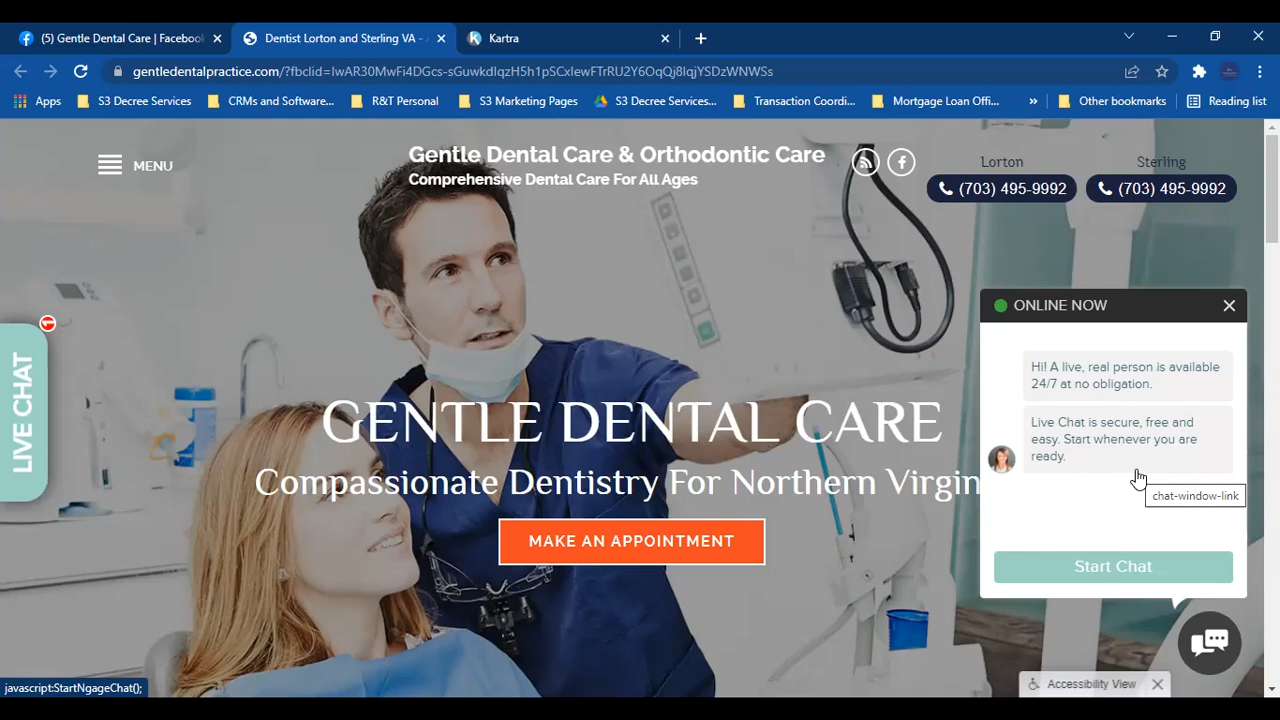 (5) Gentle Dental Care | Facebook
Dentist Lorton and Sterling VA -
Kartra
gentledentalpractice.com/?fbclid=IwAR30MwFi4DGcs-sGuwkdIqzH5h1pSCxIewFTrRU2Y6OqQj8IqjYSDzWNWSs
Apps
S3 Decree Services
CRMs and Software...
R&T Personal
S3 Marketing Pages
S3 Decree Services...
Transaction Coordi...
Mortgage Loan Offi...
»
Other bookmarks
Reading list
MENU
Gentle Dental Care & Orthodontic Care
Comprehensive Dental Care For All Ages
Lorton
(703) 495-9992
Sterling
(703) 495-9992
LIVE CHAT
1
ONLINE NOW
Hi! A live, real person is available
24/7 at no obligation.
Live Chat is secure, free and
easy. Start whenever you are
ready.
chat-window-link
Start Chat
GENTLE DENTAL CARE
Compassionate Dentistry For Northern Virgin
MAKE AN APPOINTMENT
Accessibility View
javascript:StartNgageChat();